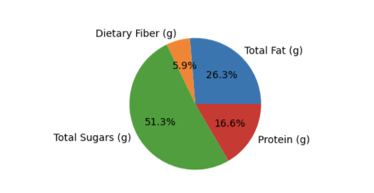 Dietary Fiber (g)
Total Fat (g)
5.9%
26.3%
51.3%
16.6%
Total Sugars (g)
Protein (g)